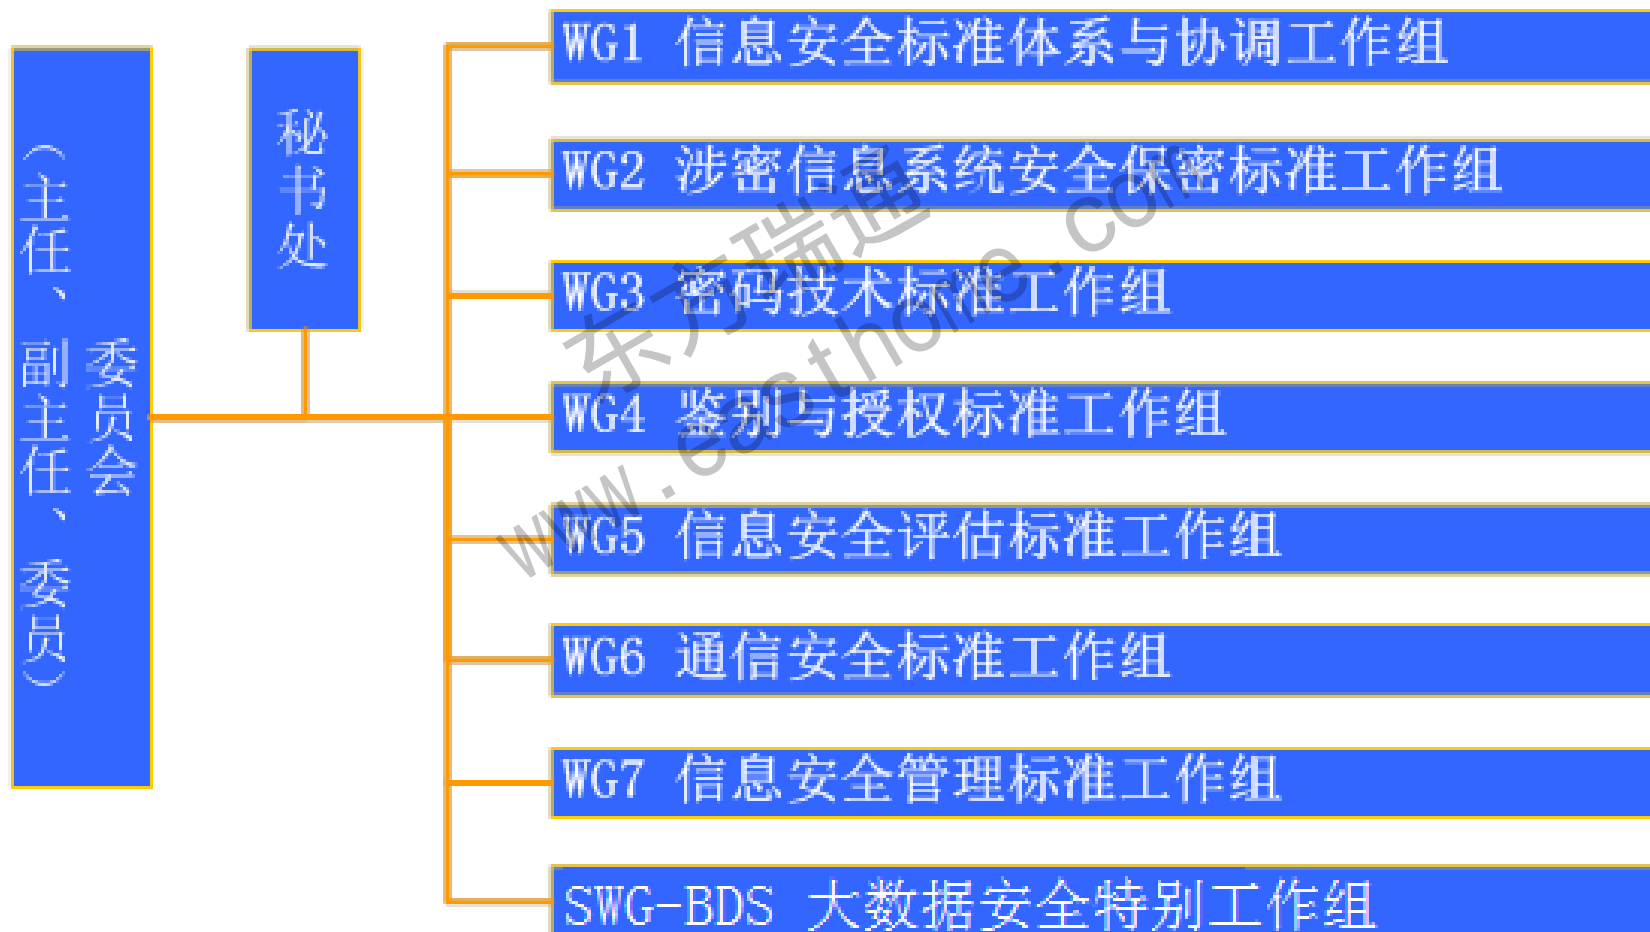 委员会
(主任、副主任、委员)
秘书处
WG1 信息安全标准体系与协调工作组
WG2 涉密信息系统安全保密标准工作组
WG3 密码技术标准工作组
WG4 鉴别与授权标准工作组
WG5 信息安全评估标准工作组
WG6 通信安全标准工作组
WG7 信息安全管理标准工作组
SWG-BDS 大数据安全特别工作组
东方瑞通
www.easthome.com